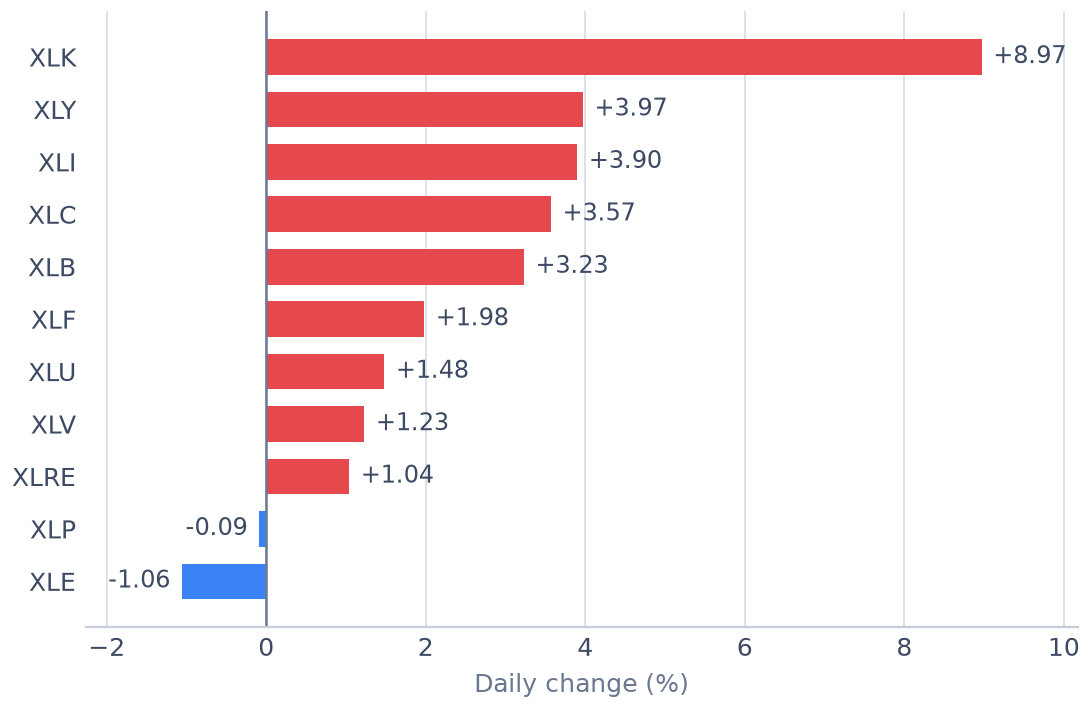 XLK +8.97
XLY +3.97
XLI +3.90
XLC +3.57
XLB +3.23
XLF +1.98
XLU +1.48
XLV +1.23
XLRE +1.04
XLP -0.09
XLE -1.06
−2 0 2 4 6 8 10
Daily change (%)